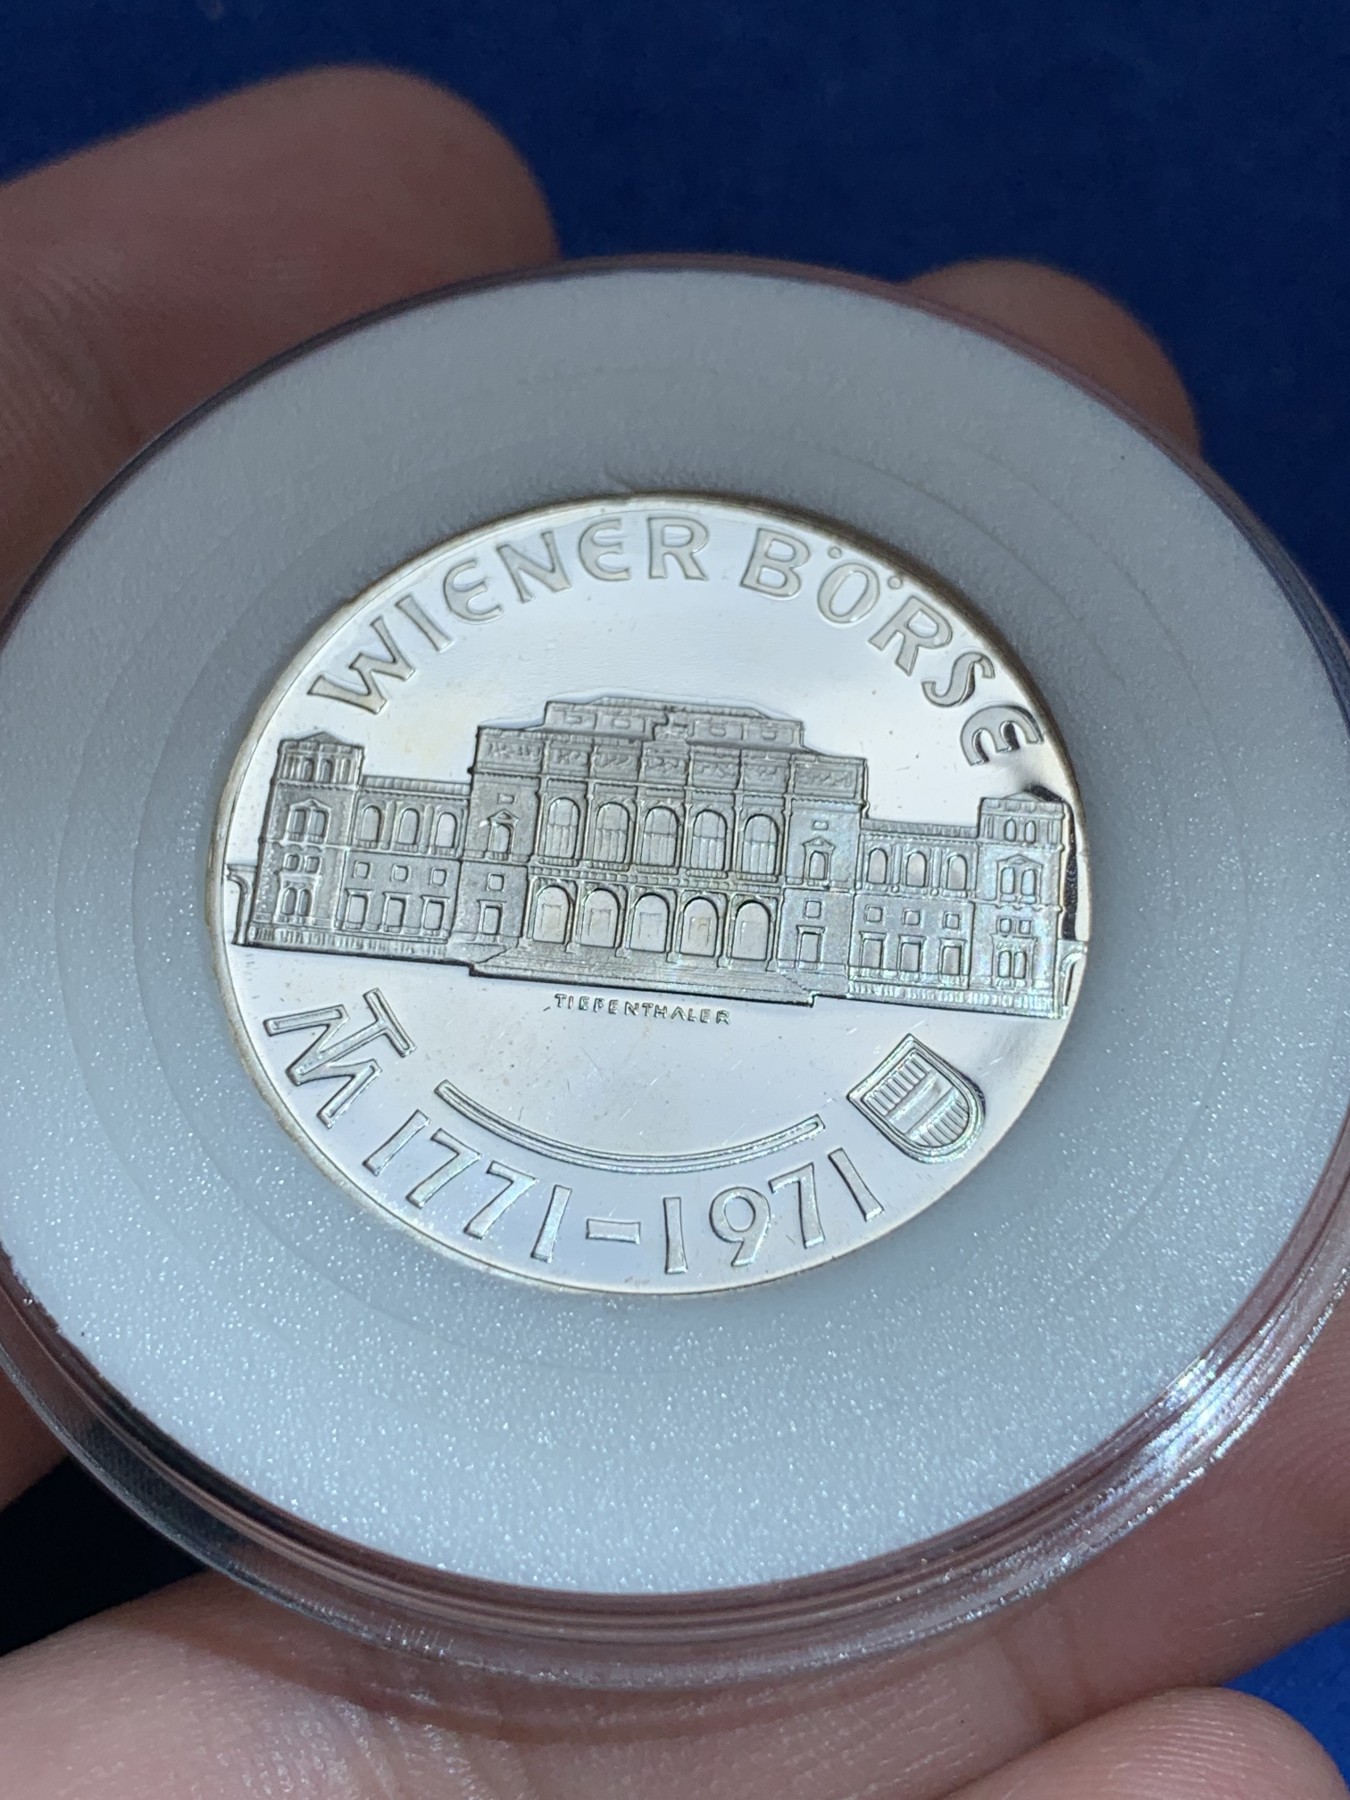 WIENER BÖRSE
TIEFENTHALER
1771-1971